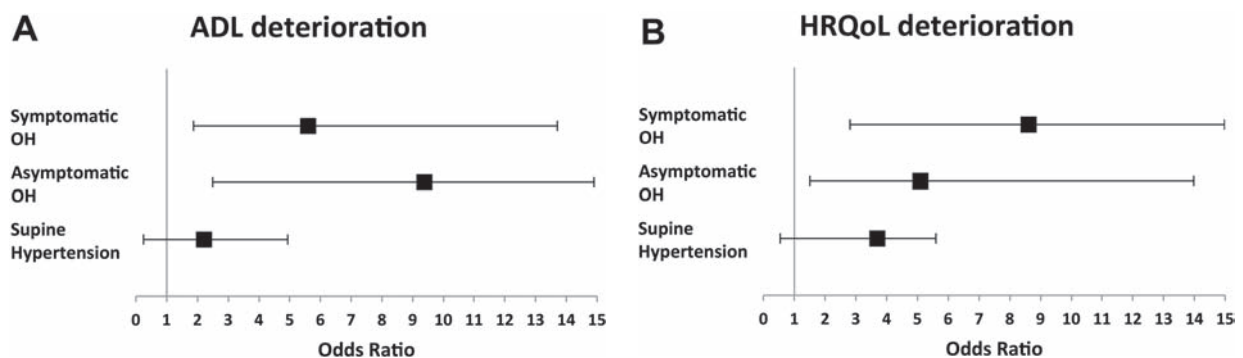 A
ADL deterioration
Symptomatic
OH
Asymptomatic
OH
Supine
Hypertension
0 1 2 3 4 5 6 7 8 9 10 11 12 13 14 15
Odds Ratio
B
HRQoL deterioration
Symptomatic
OH
Asymptomatic
OH
Supine
Hypertension
0 1 2 3 4 5 6 7 8 9 10 11 12 13 14 15
Odds Ratio